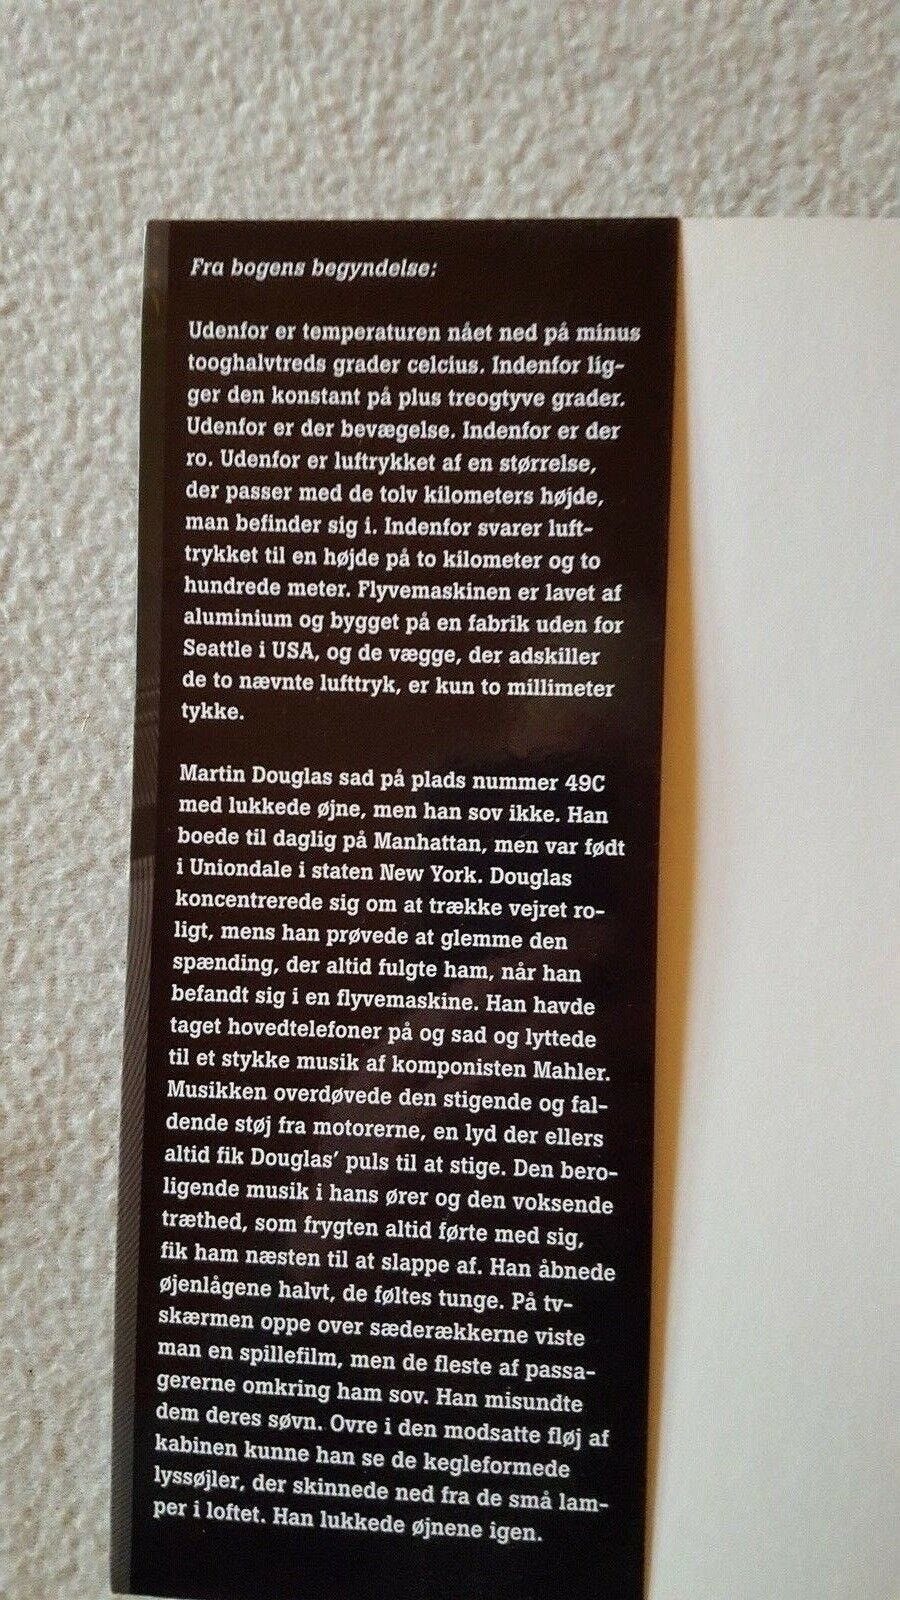 Fra bogens begyndelse:
Udenfor er temperaturen nået ned på minus
tooghalvtreds grader celcius. Indenfor lig-
ger den konstant på plus treogtyve grader.
Udenfor er der bevægelse. Indenfor er der
ro. Udenfor er luftrykket af en størrelse,
der passer med de tolv kilometers højde,
man befinder sig i. Indenfor svarer luft-
trykket til en højde på to kilometer og to
hundrede meter. Flyvemaskinen er lavet af
aluminium og bygget på en fabrik uden for
Seattle i USA, og de vægge, der adskiller
de to nævnte lufttryk, er kun to millimeter
tykke.
Martin Douglas sad på plads nummer 49C
med lukkede øjne, men han sov ikke. Han
boede til daglig på Manhattan, men var født
i Uniondale i staten New York. Douglas
koncentrerede sig om at trække vejret ro-
ligt, mens han prøvede at glemme den
spænding, der altid fulgte ham, når han
befandt sig i en flyvemaskine. Han havde
taget hovedtelefoner på og sad og lyttede
til et stykke musik af komponisten Mahler.
Musikken overdøvede den stigende og fal-
dende støj fra motorerne, en lyd der ellers
altid fik Douglas' puls til at stige. Den bero-
ligende musik i hans ører og den voksende
træthed, som frygten altid førte med sig,
fik ham næsten til at slappe af. Han åbnede
øjenlågene halvt, de føltes tunge. På tv-
skærmen oppe over sæderækkerne viste
man en spillefilm, men de fleste af passa-
gererne omkring ham sov. Han misundte
dem deres søvn. Ovre i den modsatte fløj af
kabinen kunne han se de kegleformede
lyssøjler, der skinnede ned fra de små lam-
per i loftet. Han lukkede øjnene igen.